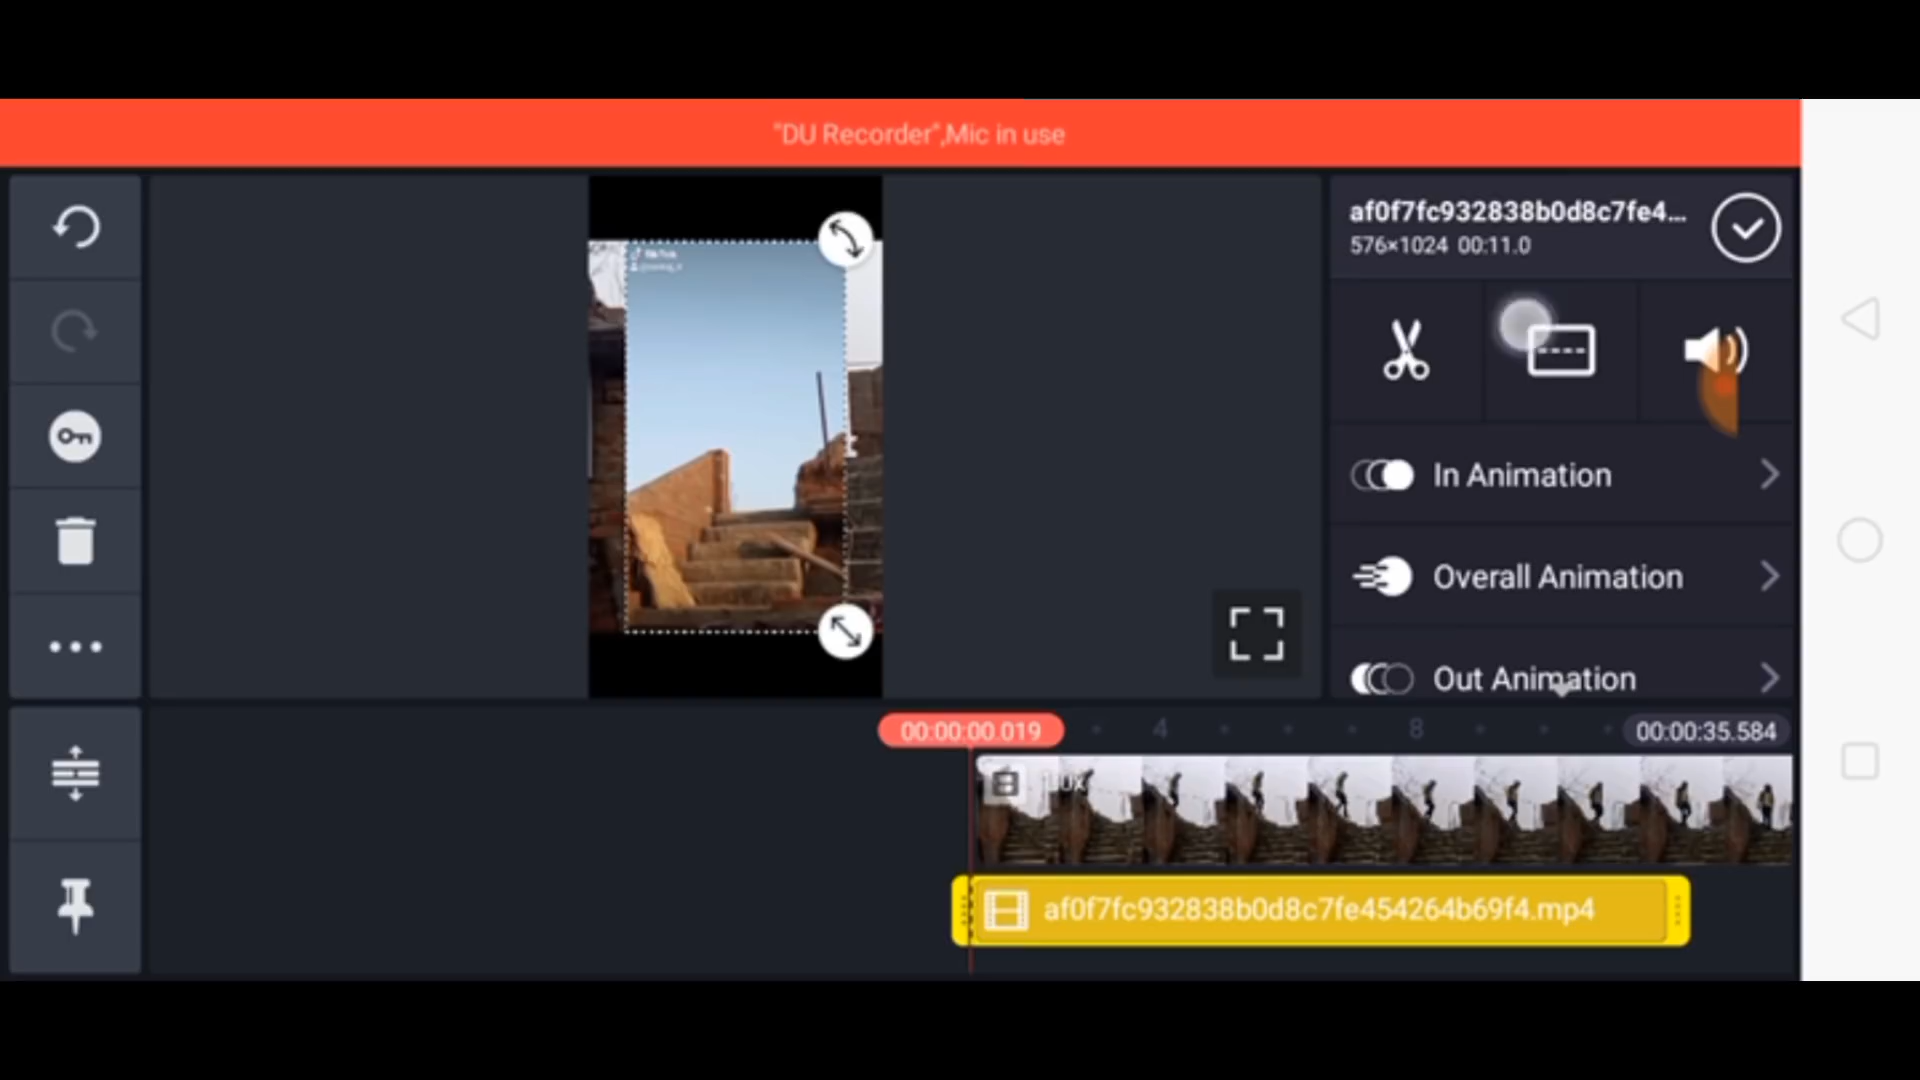 "DU Recorder",Mic in use
af0f7fc932838b0d8c7fe4...
576×1024 00:11.0
TikTok
In Animation
Overall Animation
Out Animation
00:00:00.019
4
8
00:00:35.584
af0f7fc932838b0d8c7fe454264b69f4.mp4